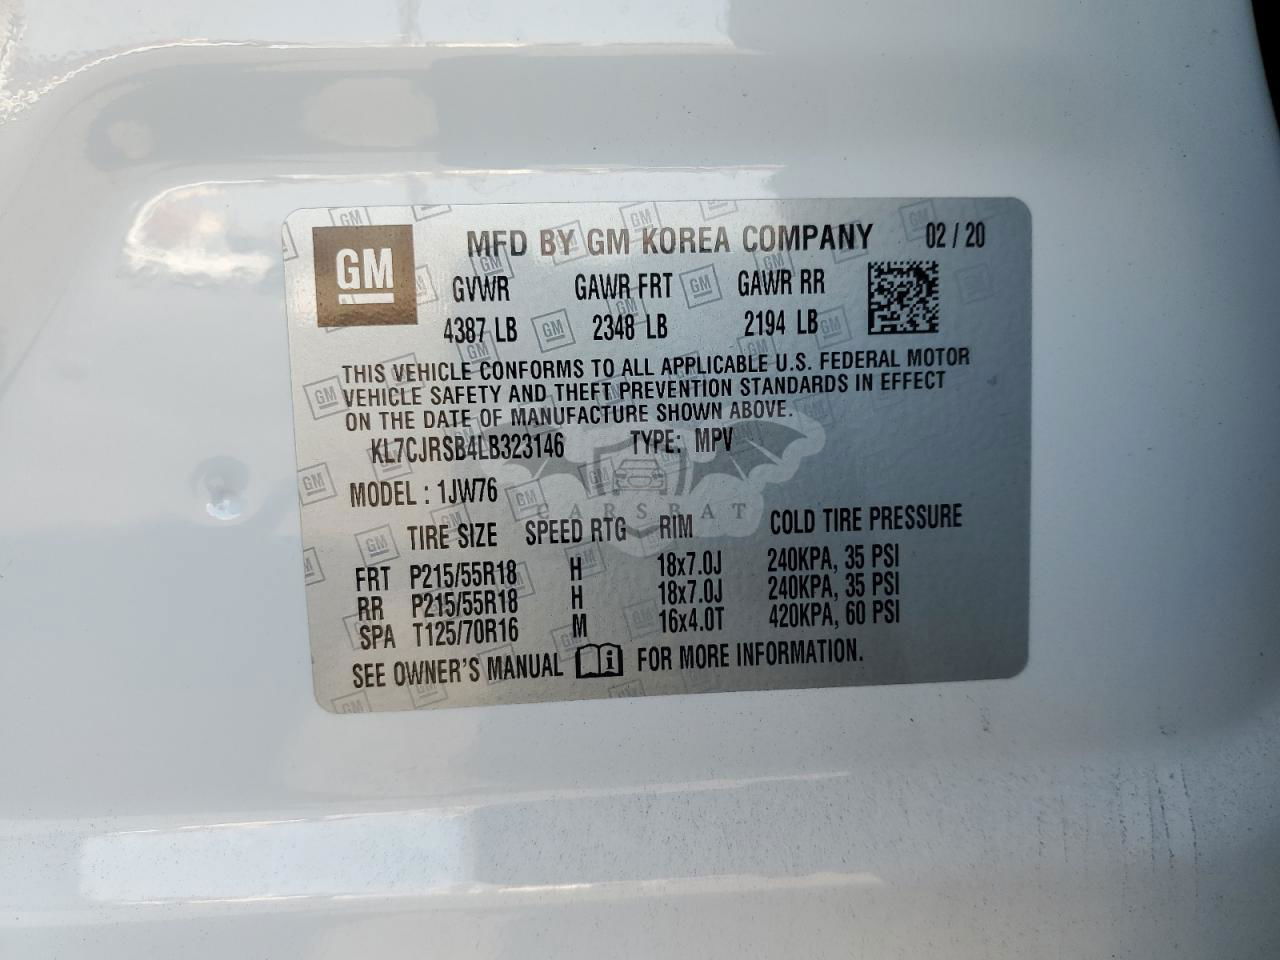 GM MFD BY GM KOREA COMPANY 02 / 20
GVWR GAWR FRT GAWR RR
4387 LB 2348 LB 2194 LB
THIS VEHICLE CONFORMS TO ALL APPLICABLE U.S. FEDERAL MOTOR
VEHICLE SAFETY AND THEFT PREVENTION STANDARDS IN EFFECT
ON THE DATE OF MANUFACTURE SHOWN ABOVE.
KL7CJRSB4LB323146 TYPE: MPV
MODEL : 1JW76
CARSBAT
TIRE SIZE SPEED RTG RIM COLD TIRE PRESSURE
FRT P215/55R18 H 18x7.0J 240KPA, 35 PSI
RR P215/55R18 H 18x7.0J 240KPA, 35 PSI
SPA T125/70R16 M 16x4.0T 420KPA, 60 PSI
SEE OWNER'S MANUAL i FOR MORE INFORMATION.